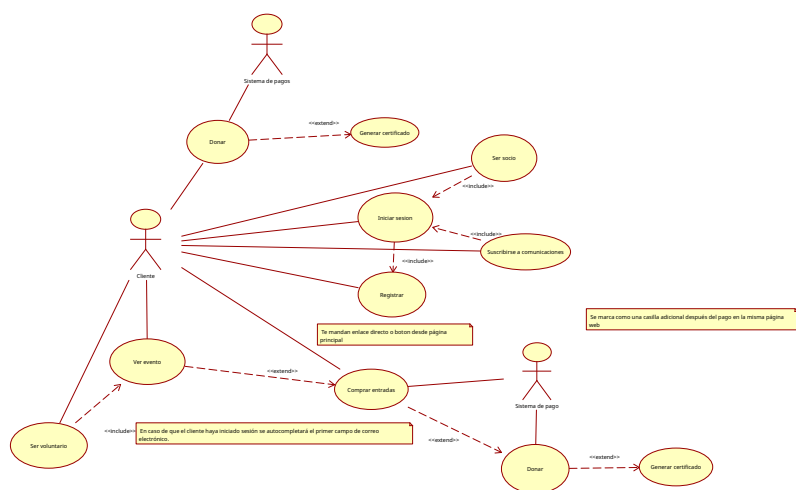 Sistema de pagos
<<extend>>
Generar certificado
Donar
Ser socio
<<include>>
Iniciar sesion
<<include>>
Suscribirse a comunicaciones
<<include>>
Cliente
Registrar
Se marca como una casilla adicional después del pago en la misma página
web
Te mandan enlace directo o boton desde página
principal
Ver evento
<<extend>>
Comprar entradas
Sistema de pago
<<include>>
En caso de que el cliente haya iniciado sesión se autocompletará el primer campo de correo
electrónico.
<<extend>>
Ser voluntario
<<extend>>
Donar
Generar certificado